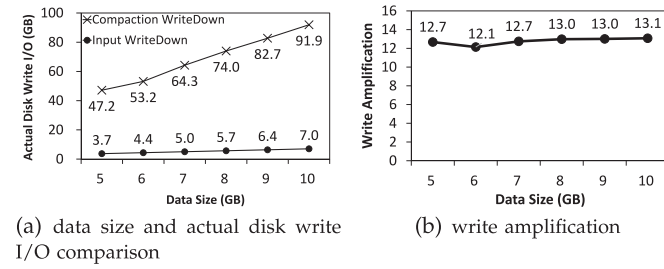 100
80
60
40
20
0
Actual Disk Write I/O (GB)
Compaction WriteDown
Input WriteDown
47.2
53.2
64.3
74.0
82.7
91.9
3.7
4.4
5.0
5.7
6.4
7.0
5 6 7 8 9 10
Data Size (GB)
(a) data size and actual disk write
I/O comparison
16
14
12
10
8
6
4
2
0
Write Amplification
12.7 12.1 12.7 13.0 13.0 13.1
5 6 7 8 9 10
Data Size (GB)
(b) write amplification